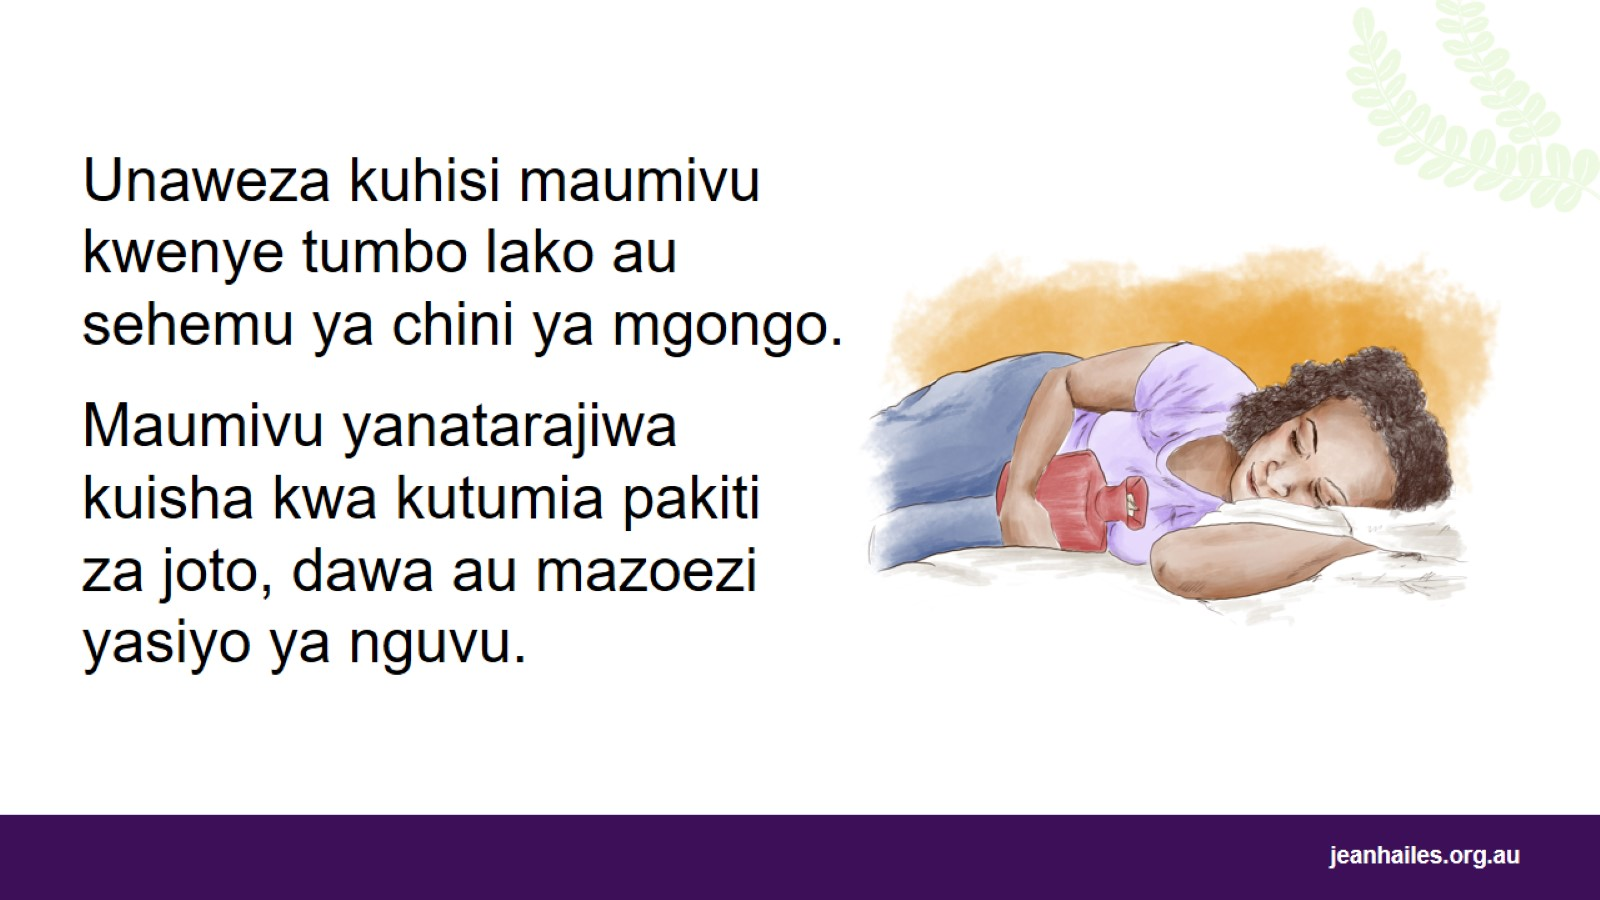 Unaweza kuhisi maumivu
kwenye tumbo lako au
sehemu ya chini ya mgongo.
Maumivu yanatarajiwa
kuisha kwa kutumia pakiti
za joto, dawa au mazoezi
yasiyo ya nguvu.
jeanhailes.org.au